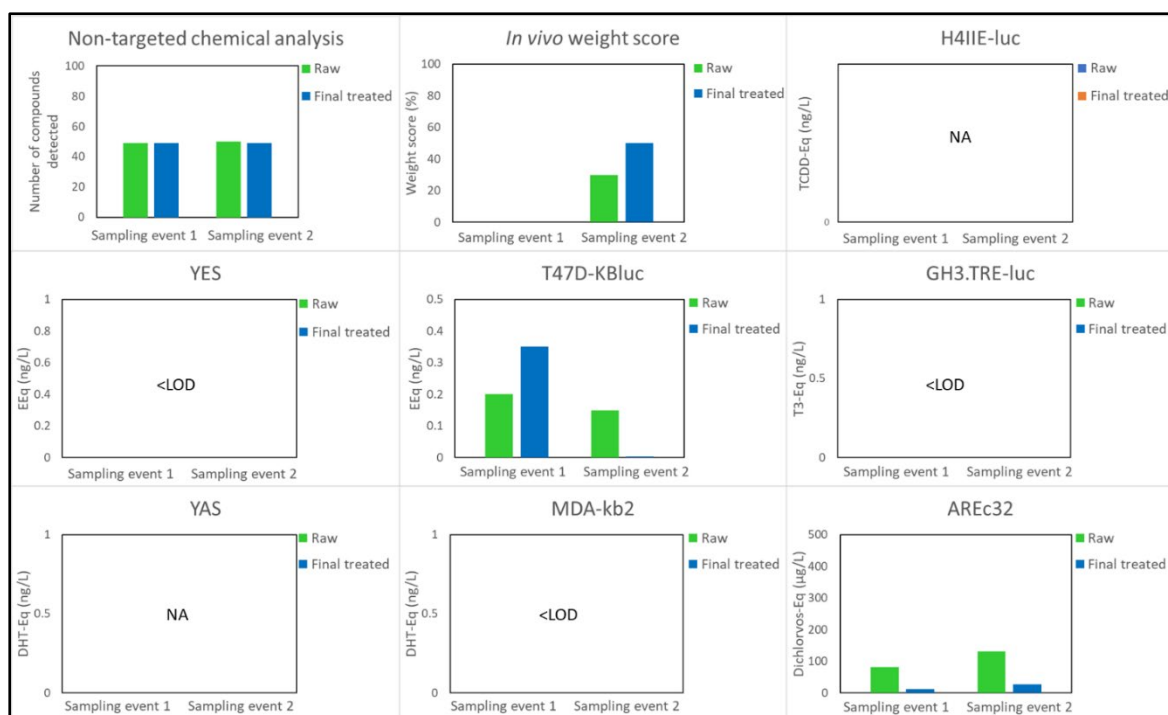 Non-targeted chemical analysis
Number of compounds
detected
100
80
60
40
20
0
Sampling event 1
Sampling event 2
Raw
Final treated
In vivo weight score
Weight score (%)
100
80
60
40
20
0
Sampling event 1
Sampling event 2
Raw
Final treated
H4IIE-luc
TCDD-Eq (ng/L)
0
NA
Sampling event 1
Sampling event 2
Raw
Final treated
YES
EEq (ng/L)
1
0.8
0.6
0.4
0.2
0
<LOD
Sampling event 1
Sampling event 2
Raw
Final treated
T47D-KBluc
EEq (ng/L)
0.5
0.4
0.3
0.2
0.1
0
Sampling event 1
Sampling event 2
Raw
Final treated
GH3.TRE-luc
T3-Eq (ng/L)
1
0.5
0
<LOD
Sampling event 1
Sampling event 2
Raw
Final treated
YAS
DHT-Eq (ng/L)
1
0.5
0
NA
Sampling event 1
Sampling event 2
Raw
Final treated
MDA-kb2
DHT-Eq (ng/L)
1
0.5
0
<LOD
Sampling event 1
Sampling event 2
Raw
Final treated
AREc32
Dichlorvos-Eq (µg/L)
500
400
300
200
100
0
Sampling event 1
Sampling event 2
Raw
Final treated